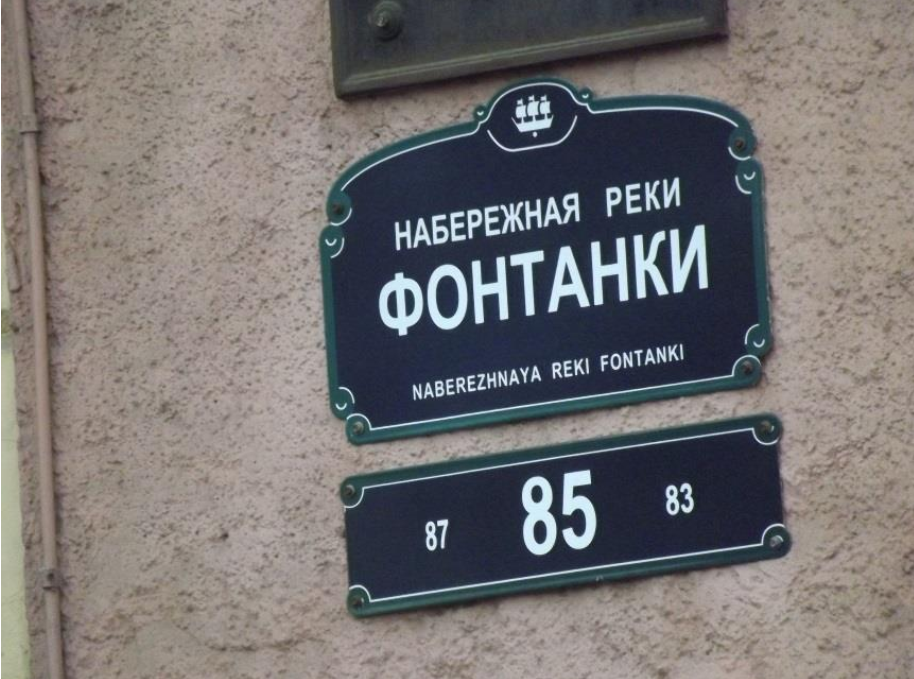 НАБЕРЕЖНАЯ РЕКИ
ФОНТАНКИ
NABEREZHNAYA REKI FONTANKI
87 85 83